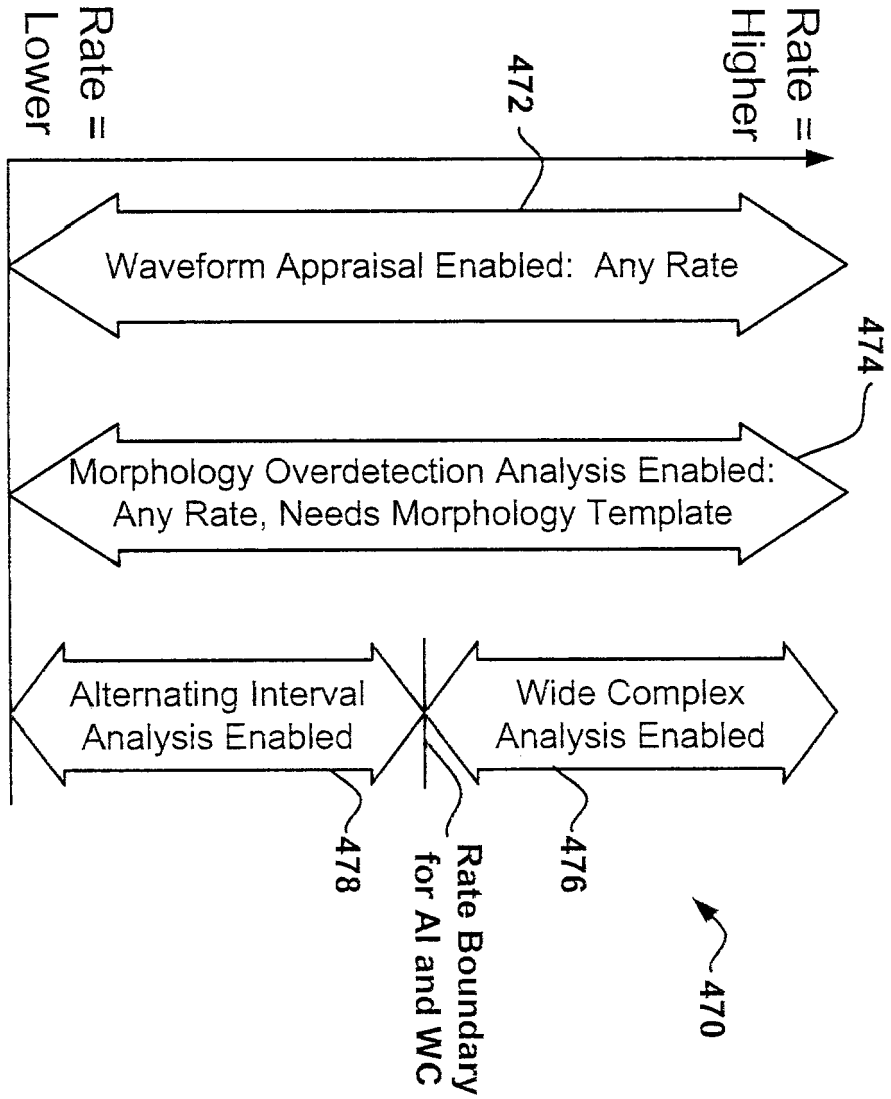 Rate =
Higher
Rate =
Lower
472
Waveform Appraisal Enabled: Any Rate
474
Morphology Overdetection Analysis Enabled:
Any Rate, Needs Morphology Template
Alternating Interval
Analysis Enabled
Wide Complex
Analysis Enabled
478
476
Rate Boundary
for AI and WC
470